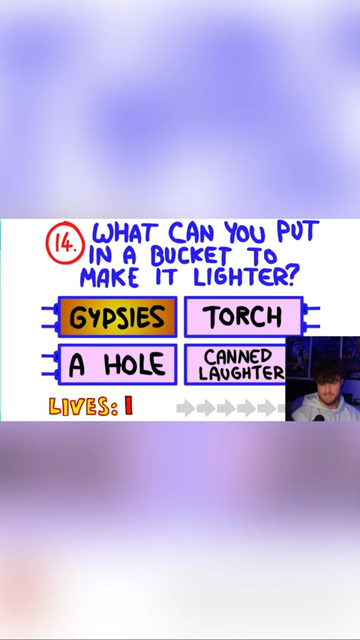 14. WHAT CAN YOU PUT
IN A BUCKET TO
MAKE IT LIGHTER?
GYPSIES TORCH
A HOLE CANNED
LAUGHTER
LIVES: 1